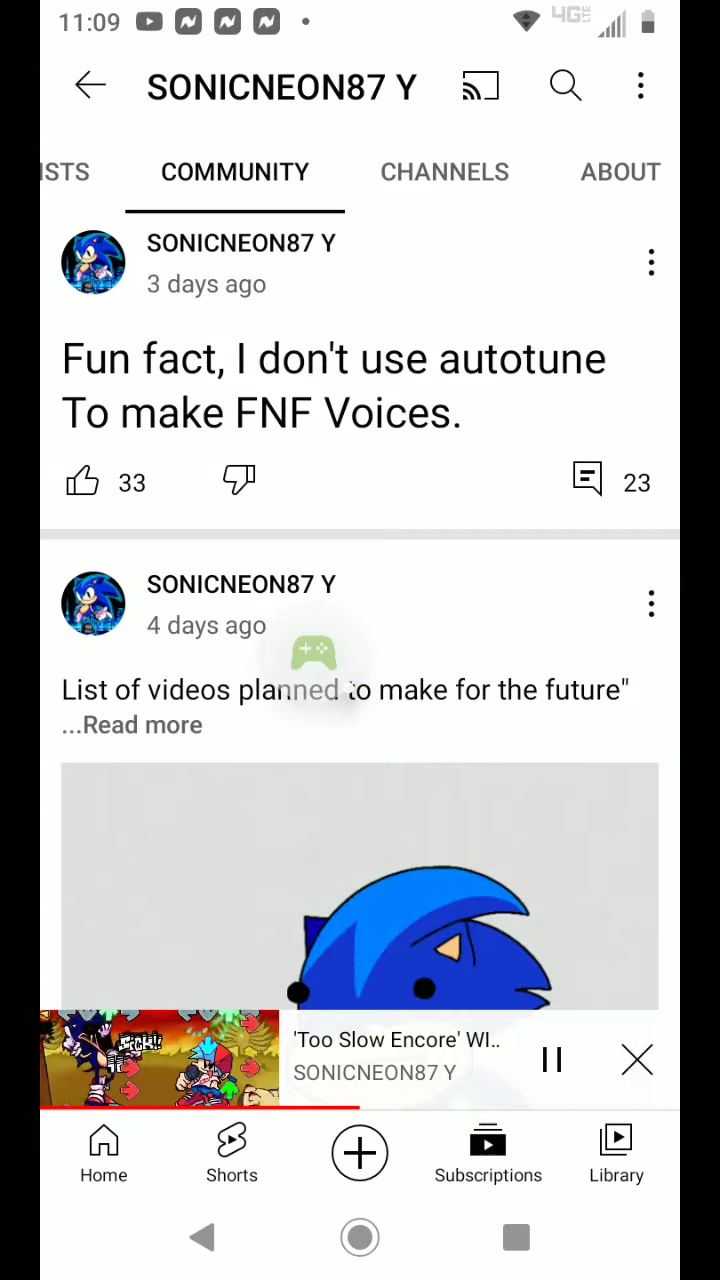 11:09
4G LTE
SONICNEON87 Y
ISTS
COMMUNITY
CHANNELS
ABOUT
SONICNEON87 Y
3 days ago
Fun fact, I don't use autotune
To make FNF Voices.
33
23
SONICNEON87 Y
4 days ago
List of videos planned to make for the future"
...Read more
SICK!!
'Too Slow Encore' WI..
SONICNEON87 Y
Home
Shorts
Subscriptions
Library